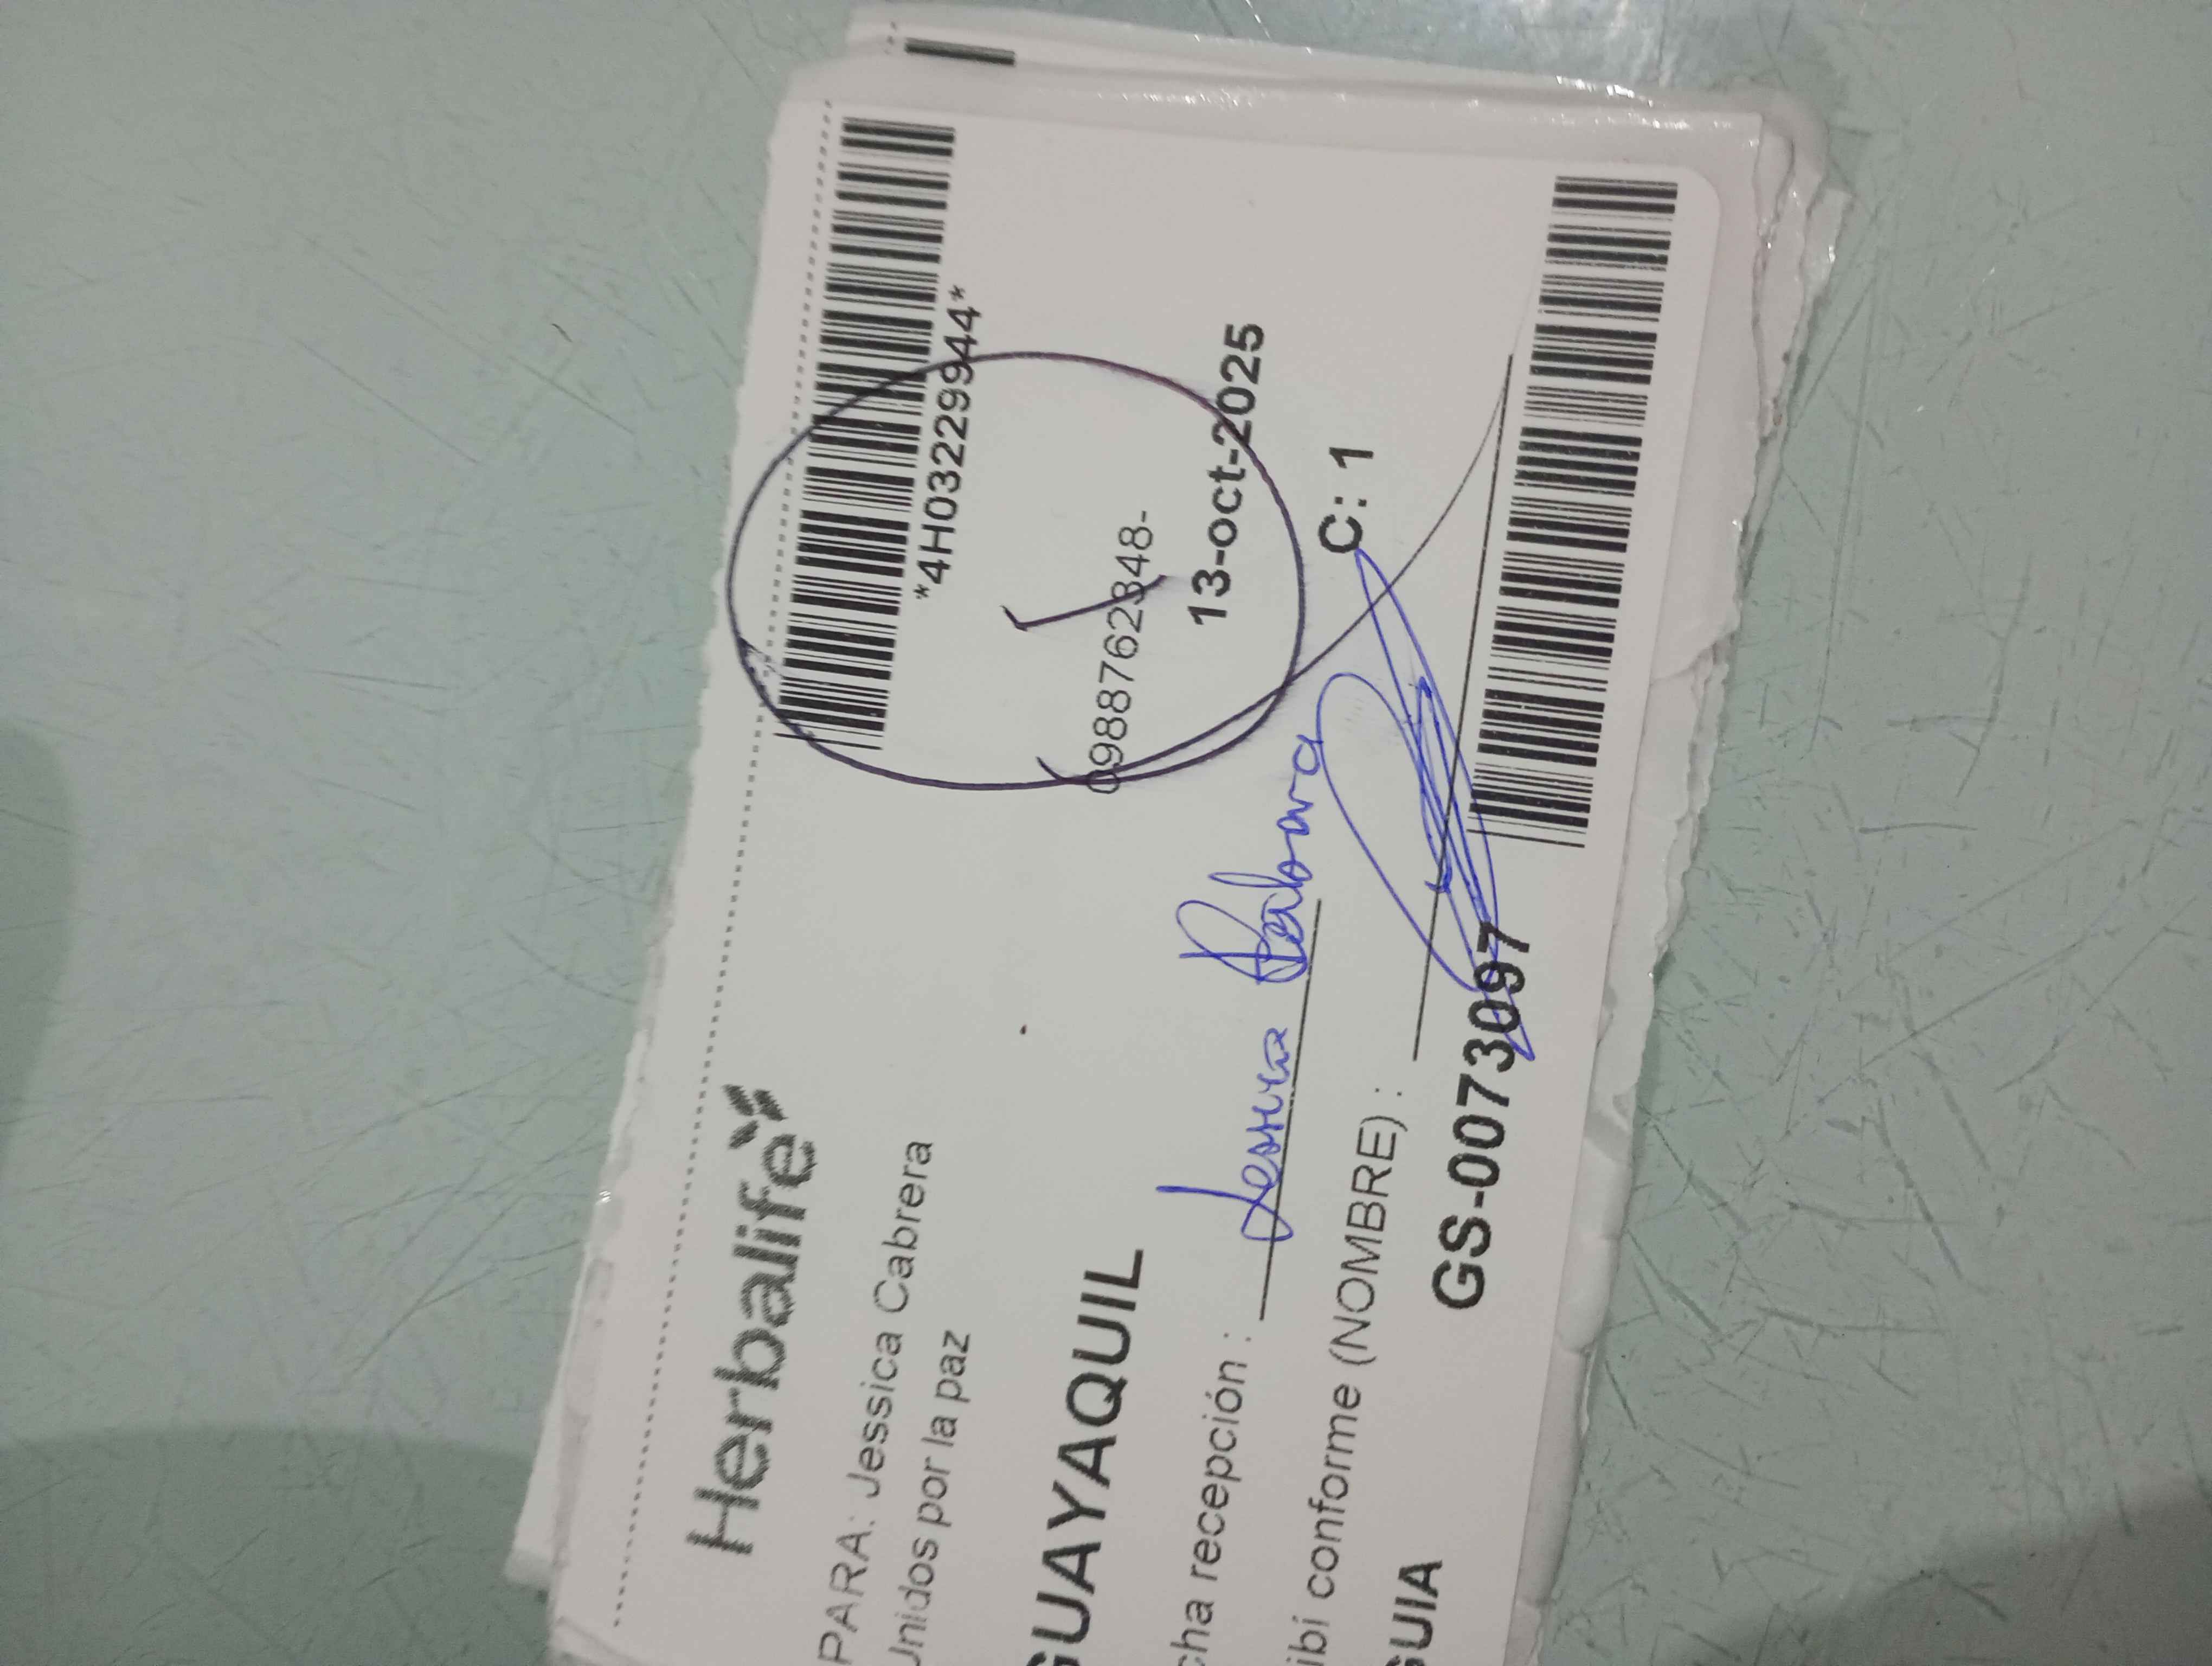 *4H03229944*
Herbalife
PARA: Jessica Cabrera
Unidos por la paz
0988762348-
GUAYAQUIL
13-oct-2025
cha recepción :
C: 1
ibi conforme (NOMBRE) :
GUIA
GS-0073097